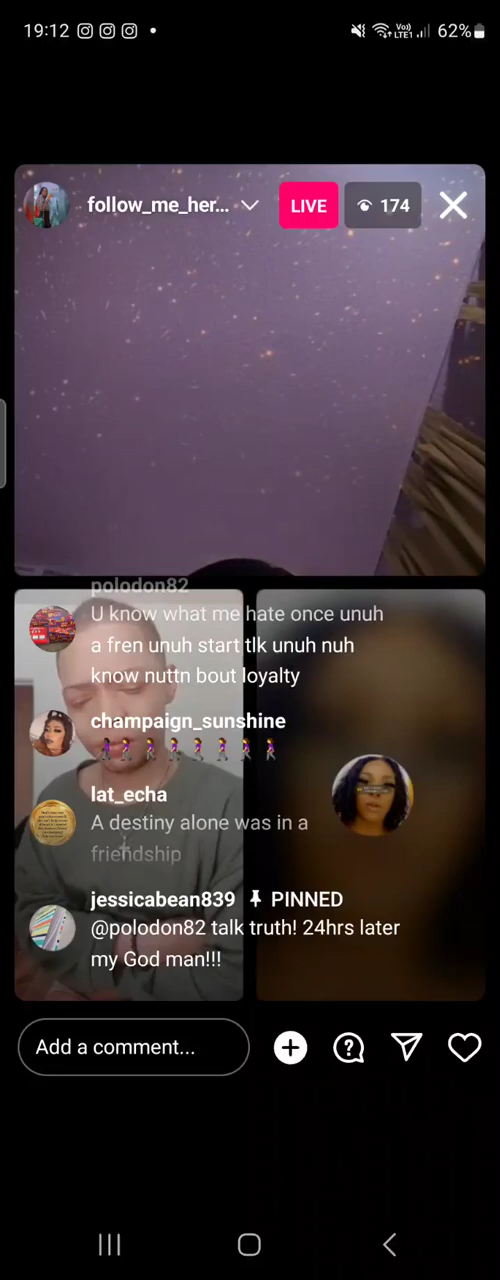 19:12
Vo))
LTE1
62%
follow_me_her...
LIVE
174
polodon82
U know what me hate once unuh
a fren unuh start tlk unuh nuh
know nuttn bout loyalty
champaign_sunshine
🚶🏿‍♀️🚶‍♀️🚶‍♀️🚶‍♀️🚶‍♀️🚶‍♀️🚶‍♀️🚶‍♀️
lat_echa
A destiny alone was in a
friendship
jessicabean839 📌 PINNED
@polodon82 talk truth! 24hrs later
my God man!!!
Add a comment...